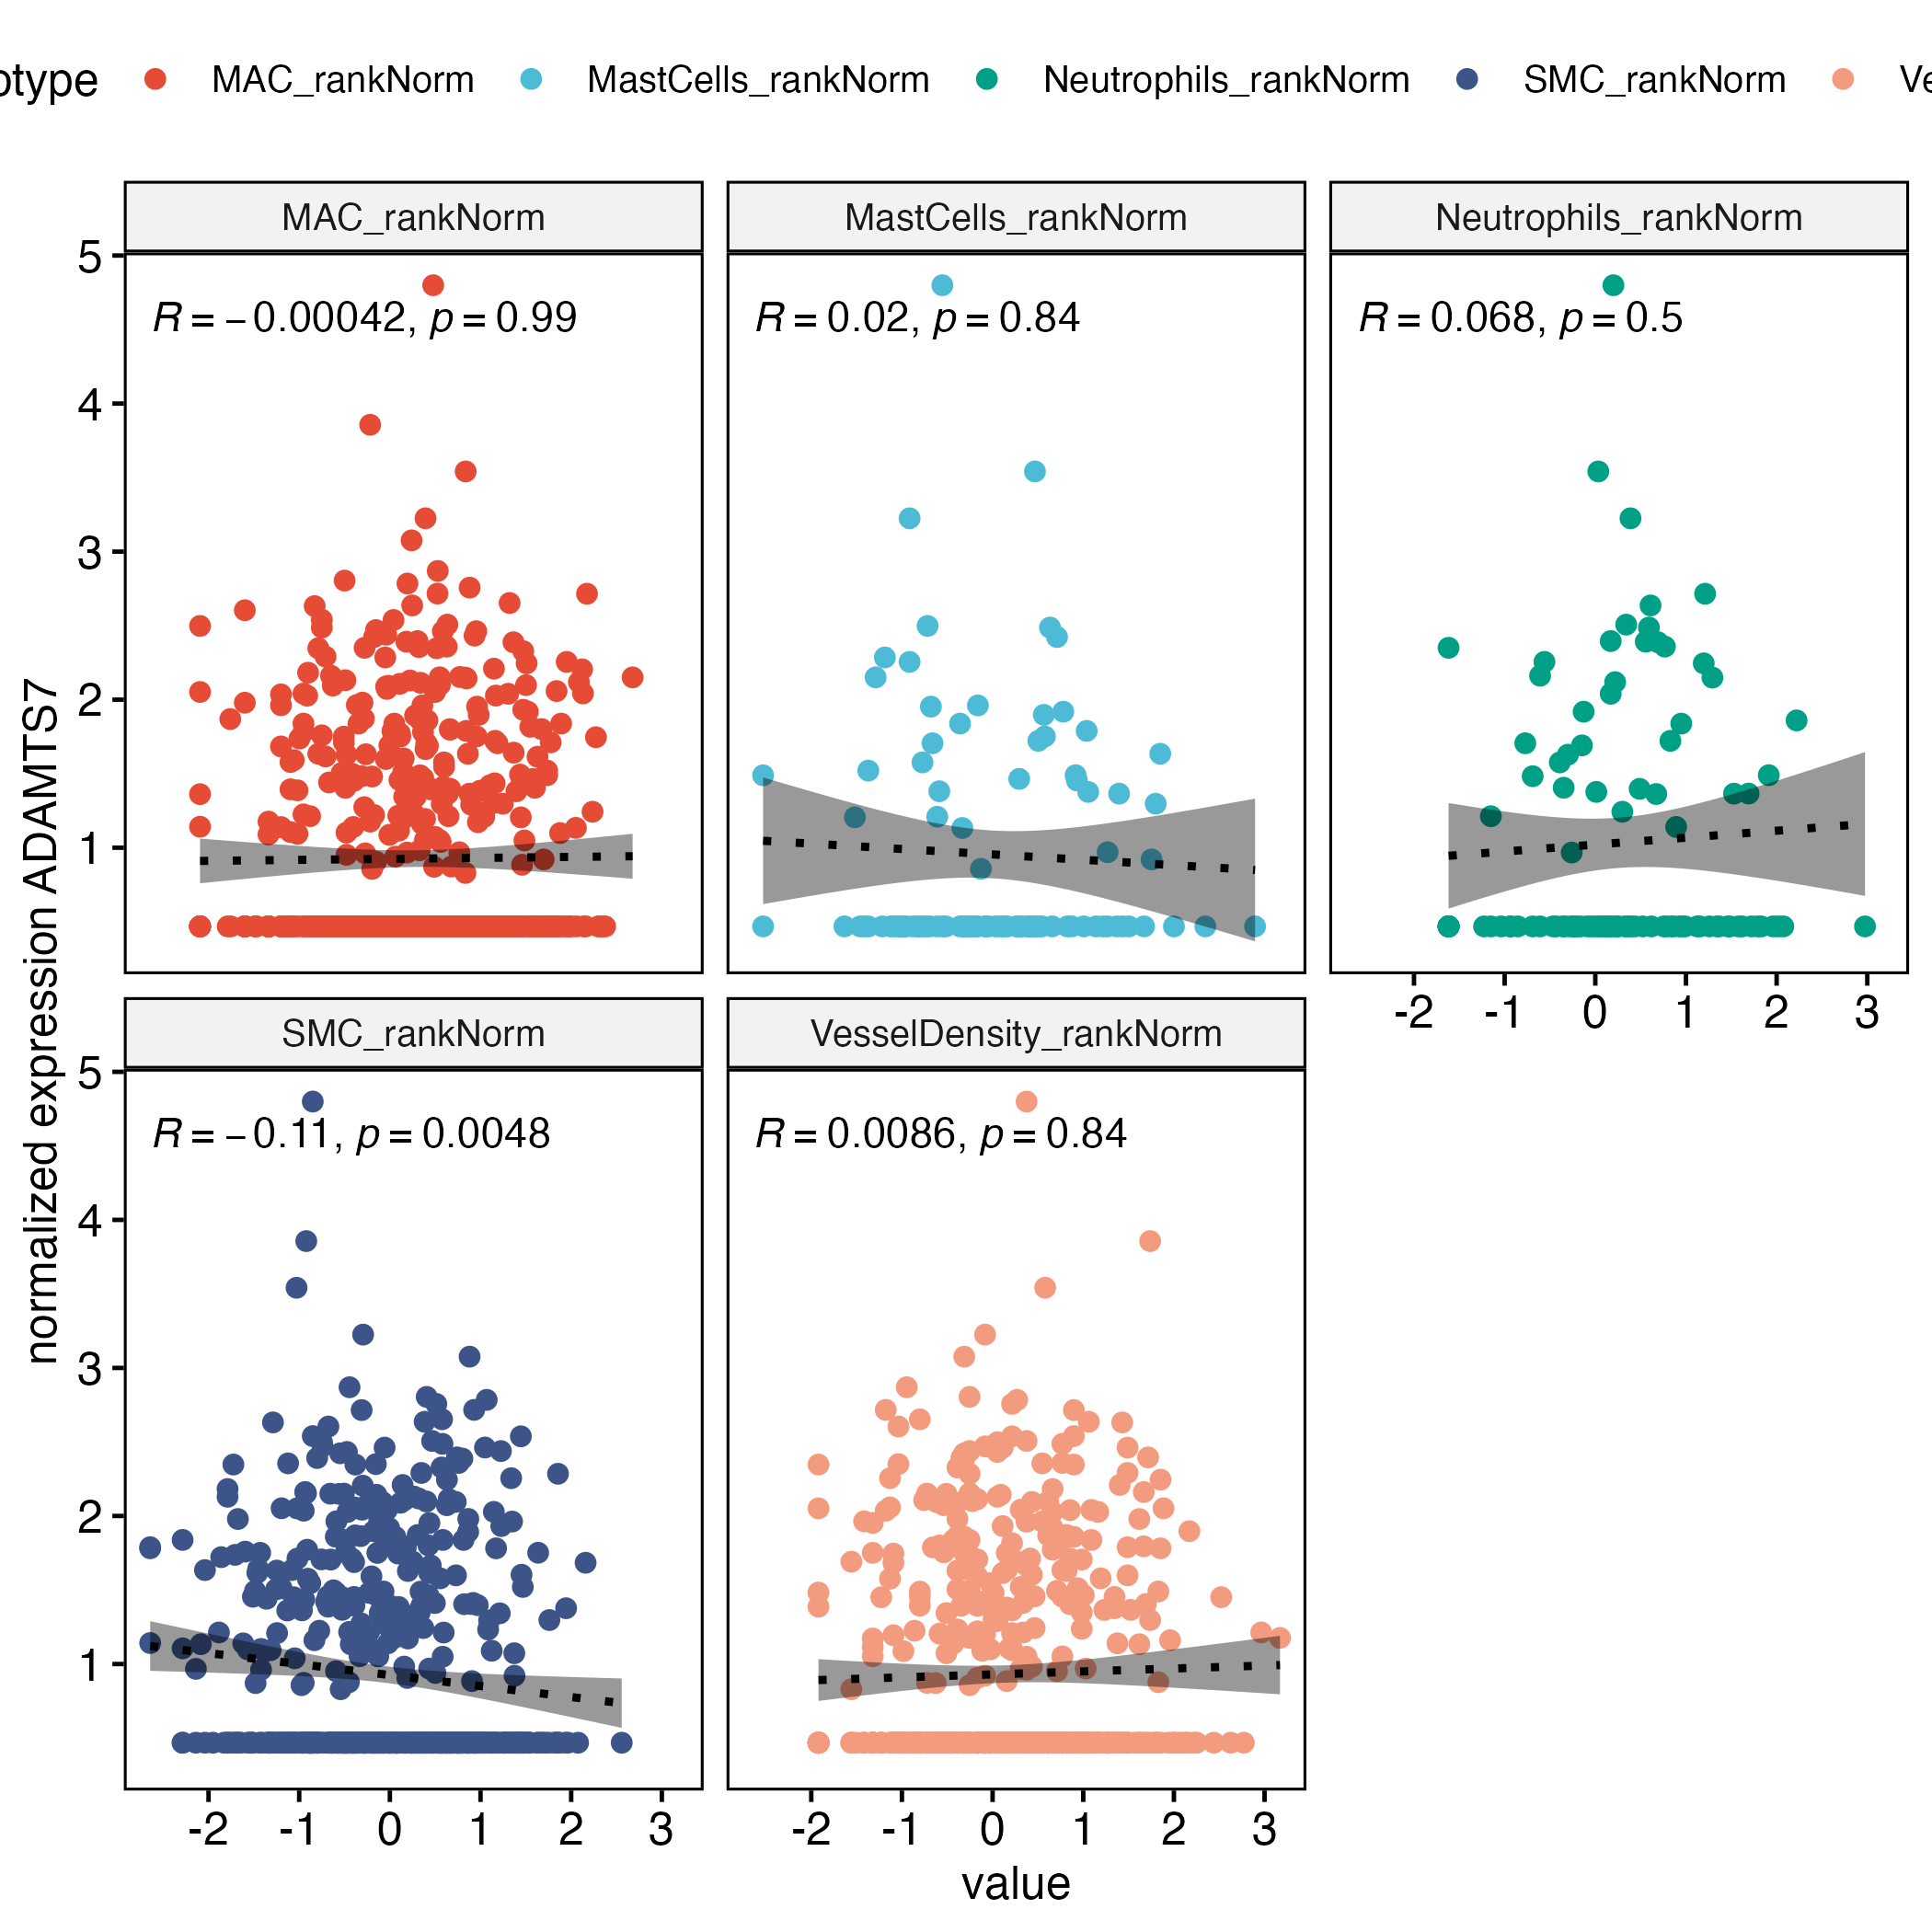 otype MAC_rankNorm MastCells_rankNorm Neutrophils_rankNorm SMC_rankNorm Ve
MAC_rankNorm MastCells_rankNorm Neutrophils_rankNorm
R = −0.00042, p = 0.99 R = 0.02, p = 0.84 R = 0.068, p = 0.5
5
4
3
2
1
-2 -1 0 1 2 3
SMC_rankNorm VesselDensity_rankNorm
R = −0.11, p = 0.0048 R = 0.0086, p = 0.84
5
4
3
2
1
-2 -1 0 1 2 3 -2 -1 0 1 2 3
value
normalized expression ADAMTS7